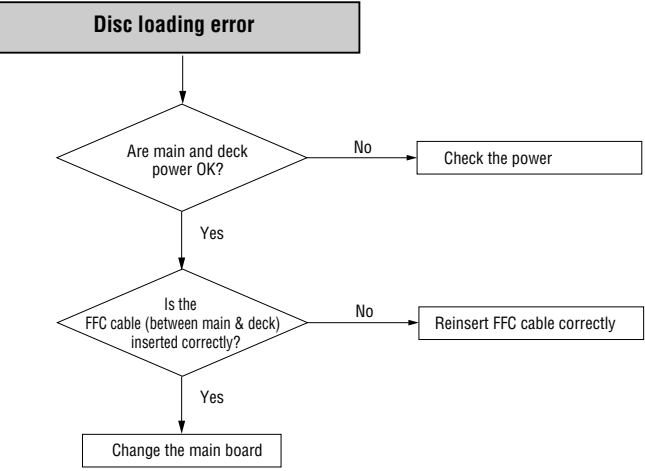 Disc loading error
Are main and deck
power OK?
No
Check the power
Yes
Is the
FFC cable (between main & deck)
inserted correctly?
No
Reinsert FFC cable correctly
Yes
Change the main board